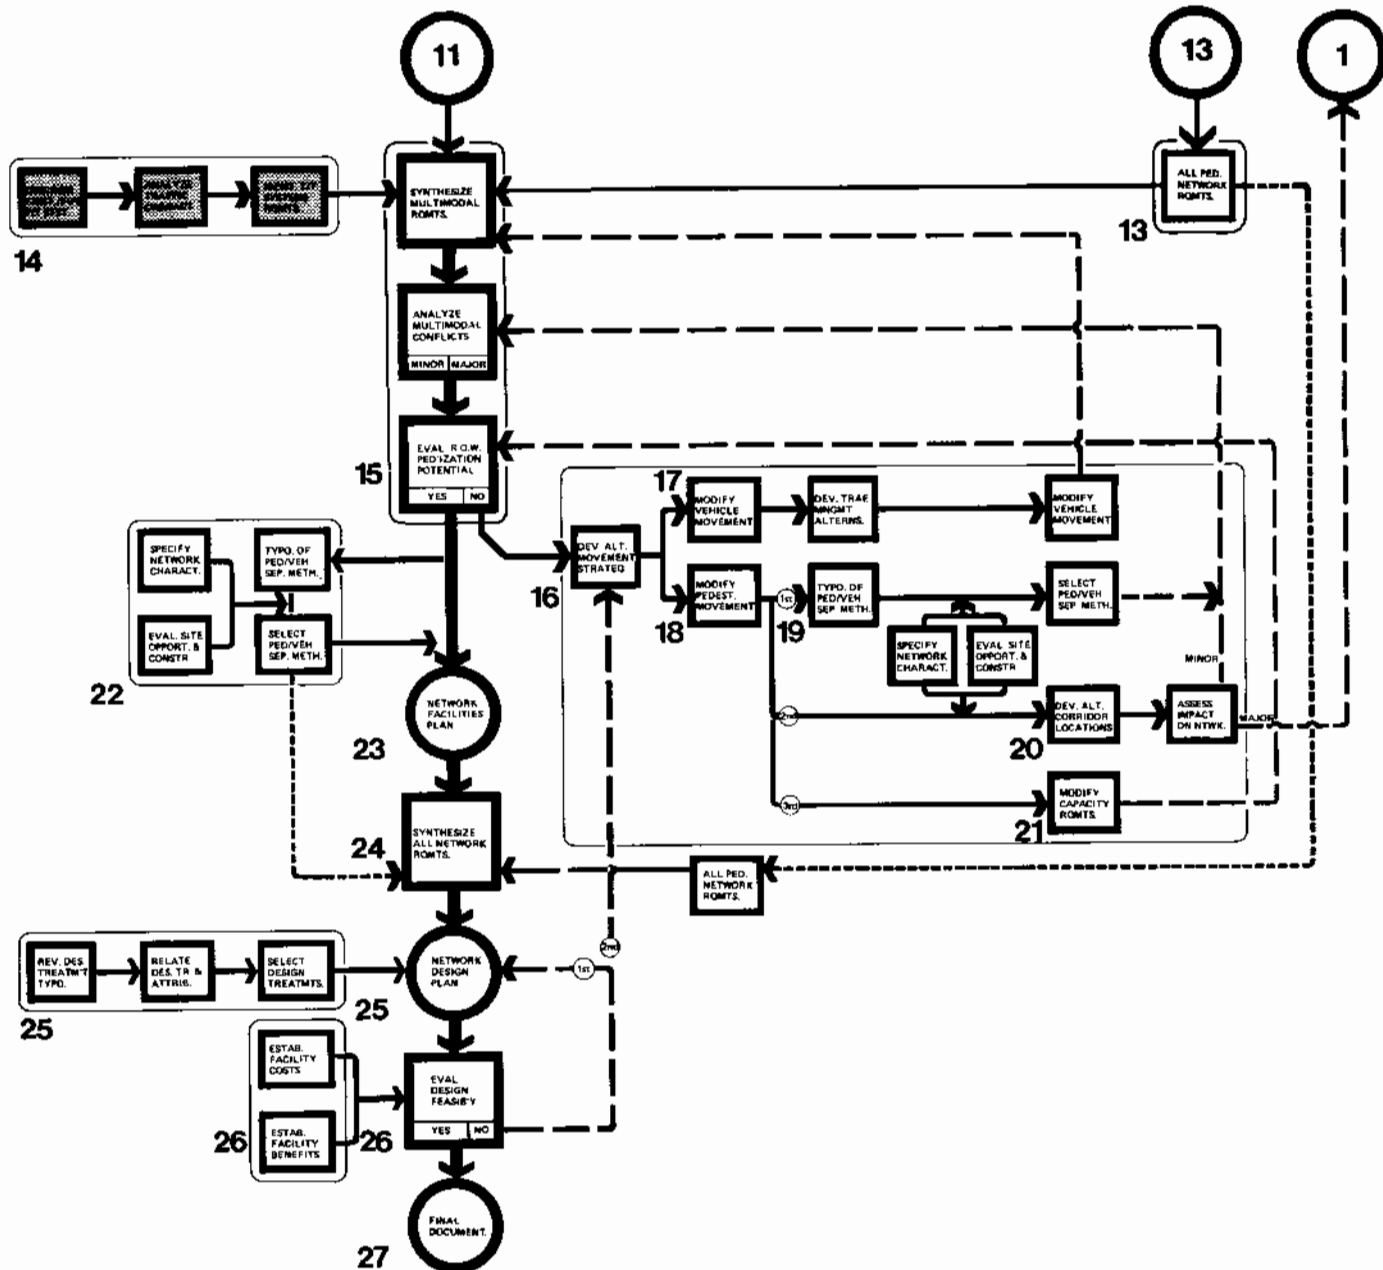 11
13
1
14
SYNTHESIZE
MULTIMODAL
RQMTS.
ALL PED.
NETWORK
RQMTS.
13
ANALYZE
MULTIMODAL
CONFLICTS
MINOR MAJOR
EVAL R.O.W.
PED'IZATION
POTENTIAL
YES NO
15
17
MODIFY
VEHICLE
MOVEMENT
DEV. TRAF.
MNGMT
ALTERNS.
MODIFY
VEHICLE
MOVEMENT
DEV. ALT.
MOVEMENT
STRATEG
16
MODIFY
PEDEST.
MOVEMENT
18
1st
TYPO. OF
PED/VEH
SEP. METH.
19
SELECT
PED/VEH
SEP. METH.
SPECIFY
NETWORK
CHARACT.
EVAL. SITE
OPPORT. &
CONSTR
MINOR
2nd
DEV. ALT.
CORRIDOR
LOCATIONS
20
ASSESS
IMPACT
ON NTWK.
MAJOR
3rd
MODIFY
CAPACITY
RQMTS.
21
SPECIFY
NETWORK
CHARACT.
TYPO. OF
PED/VEH
SEP. METH.
EVAL. SITE
OPPORT. &
CONSTR
SELECT
PED/VEH
SEP. METH.
22
NETWORK
FACILITIES
PLAN
23
SYNTHESIZE
ALL NETWORK
RQMTS.
24
ALL PED.
NETWORK
RQMTS.
REV. DES.
TREATM'T
TYPO.
RELATE
DES. TR &
ATTRIB.
SELECT
DESIGN
TREATMTS.
25
NETWORK
DESIGN
PLAN
25
1st
2nd
ESTAB.
FACILITY
COSTS
ESTAB.
FACILITY
BENEFITS
26
EVAL
DESIGN
FEASIB'Y
YES NO
26
FINAL
DOCUMENT.
27